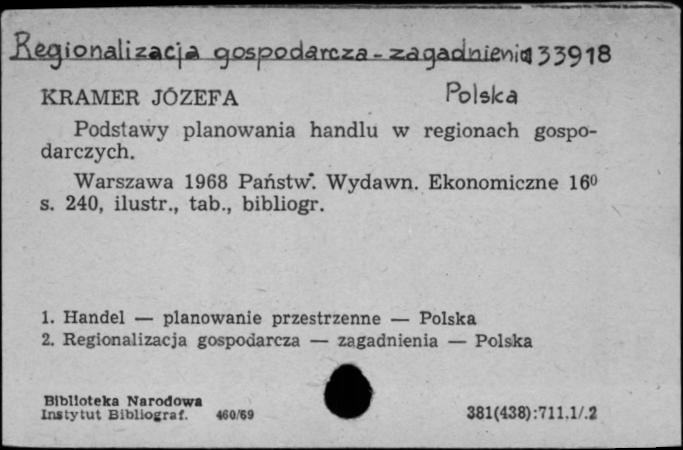 Regionalizacja gospodarcza - zagadnienia 33918
KRAMER JÓZEFA Polska
Podstawy planowania handlu w regionach gospo-
darczych.
Warszawa 1968 Państw. Wydawn. Ekonomiczne 16⁰
s. 240, ilustr., tab., bibliogr.
1. Handel — planowanie przestrzenne — Polska
2. Regionalizacja gospodarcza — zagadnienia — Polska
Biblioteka Narodowa
Instytut Bibliograf. 460/69 381(438):711.1/.2